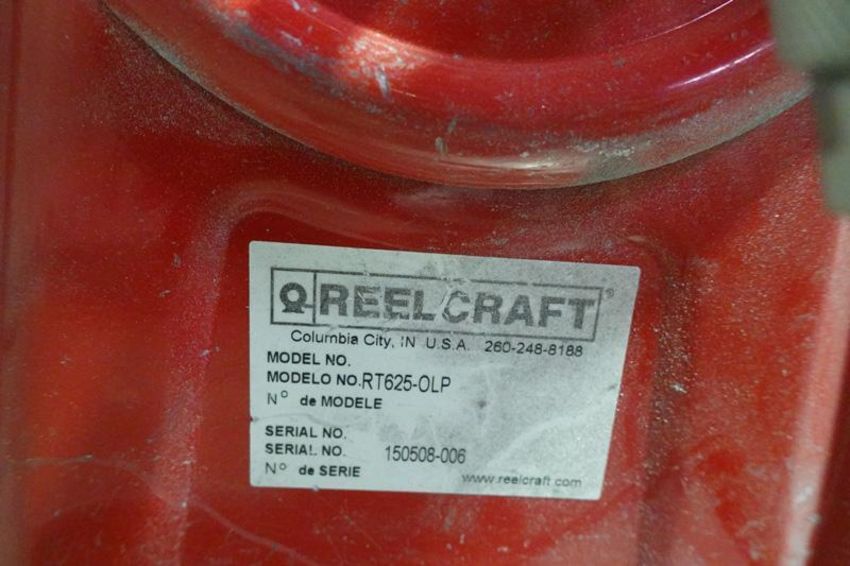 REELCRAFT®
Columbia City, IN U.S.A. 260-248-8188
MODEL NO.
MODELO NO. RT625-OLP
N° de MODELE
SERIAL NO.
SERIAL NO. 150508-006
N° de SERIE
www.reelcraft.com